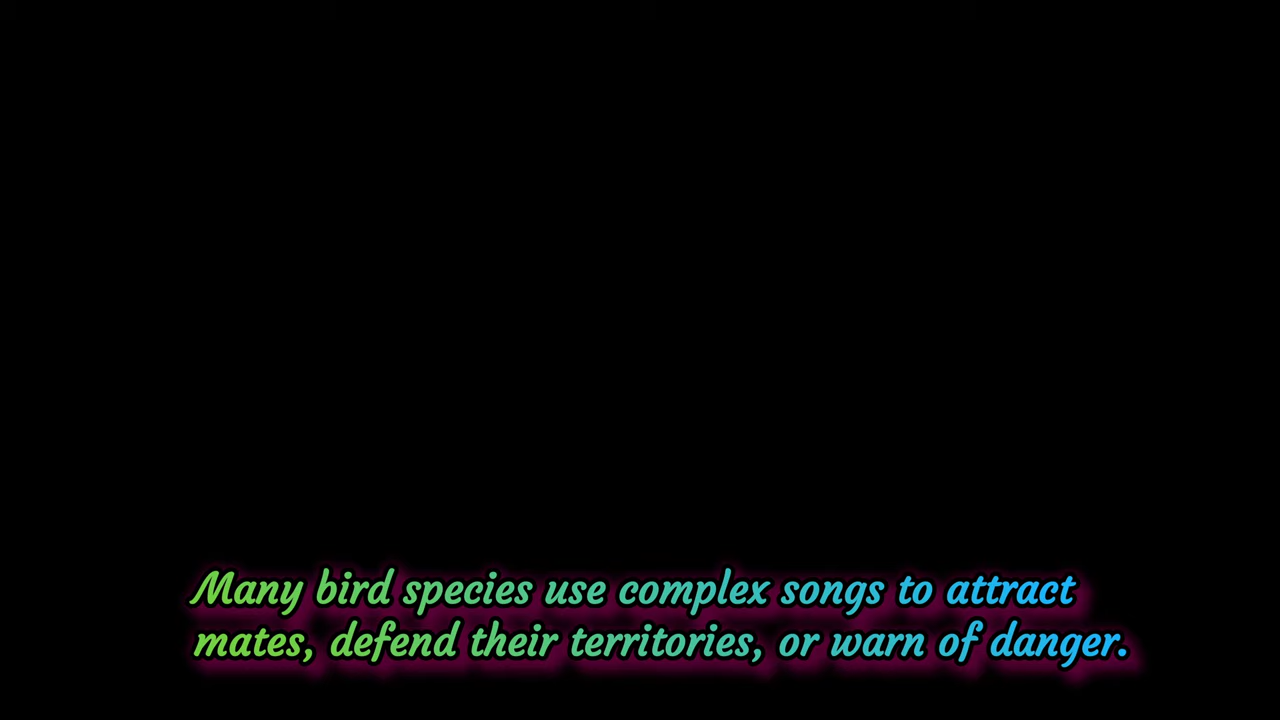 Many bird species use complex songs to attract
mates, defend their territories, or warn of danger.